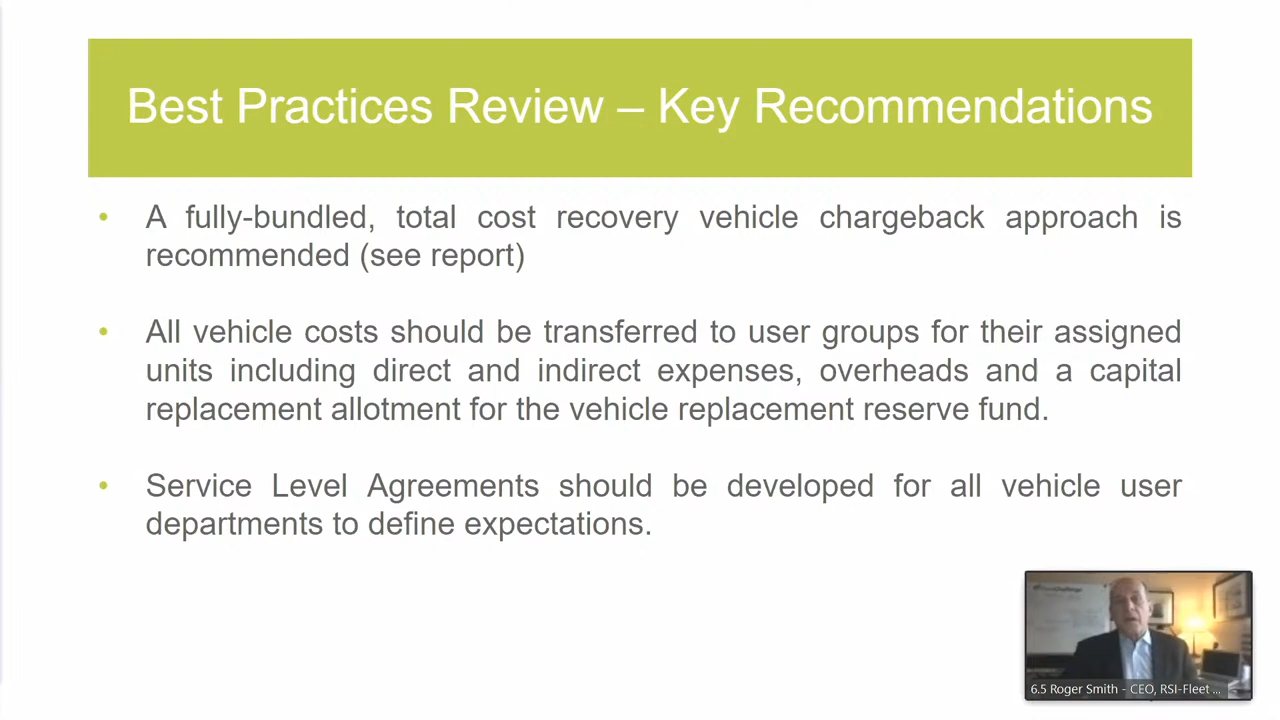 Best Practices Review – Key Recommendations
• A fully-bundled, total cost recovery vehicle chargeback approach is
recommended (see report)
• All vehicle costs should be transferred to user groups for their assigned
units including direct and indirect expenses, overheads and a capital
replacement allotment for the vehicle replacement reserve fund.
• Service Level Agreements should be developed for all vehicle user
departments to define expectations.
6.5 Roger Smith - CEO, RSI-Fleet ...